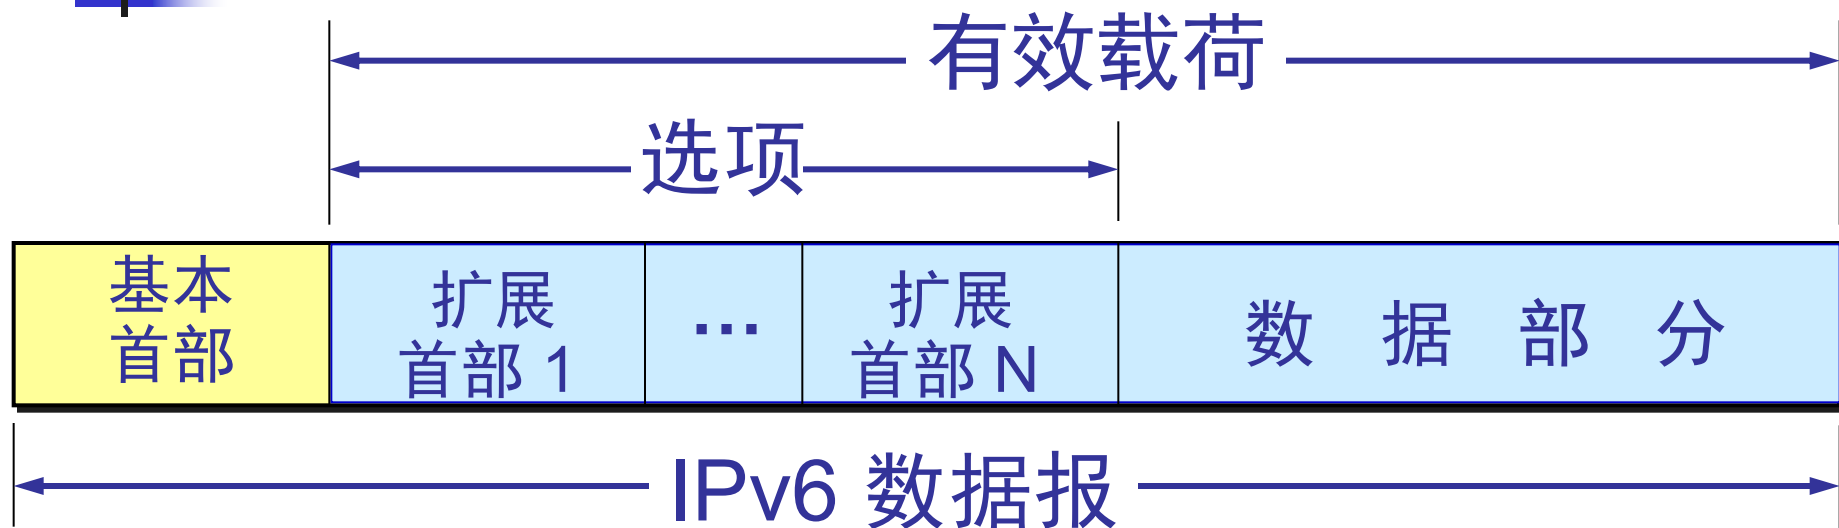 有效载荷
选项
基本
首部
扩展
首部 1
…
扩展
首部 N
数 据 部 分
IPv6 数据报